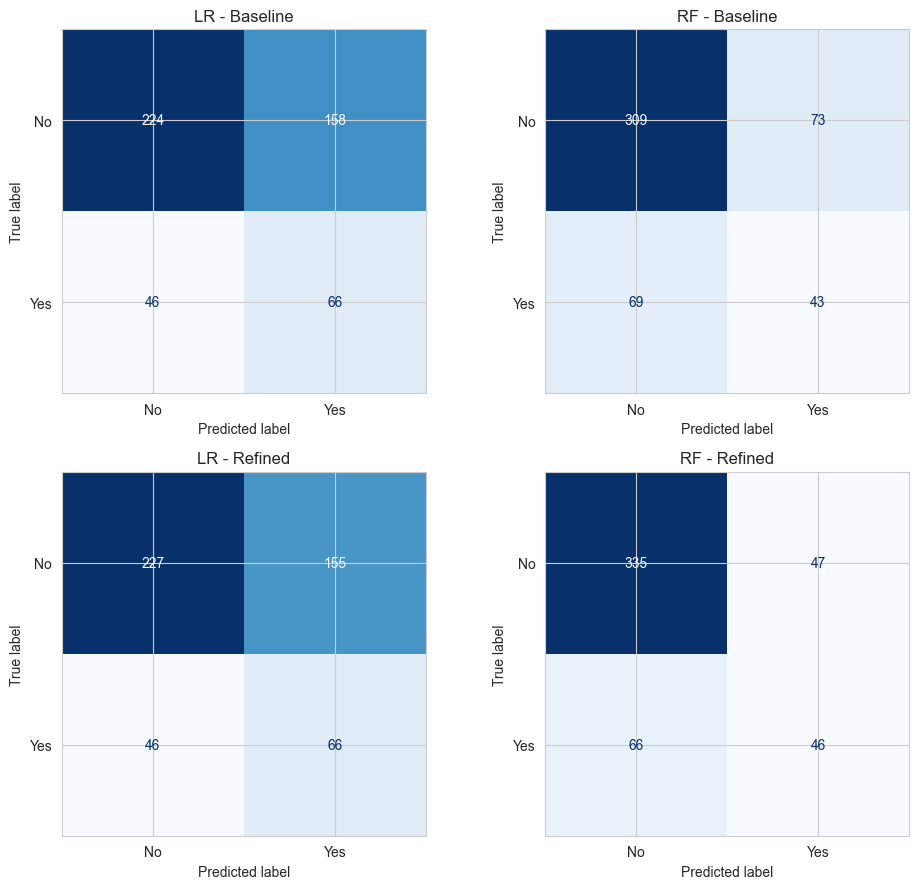 LR - Baseline
No
224
158
Yes
46
66
No
Yes
Predicted label
True label
RF - Baseline
No
309
73
Yes
69
43
No
Yes
Predicted label
True label
LR - Refined
No
227
155
Yes
46
66
No
Yes
Predicted label
True label
RF - Refined
No
335
47
Yes
66
46
No
Yes
Predicted label
True label